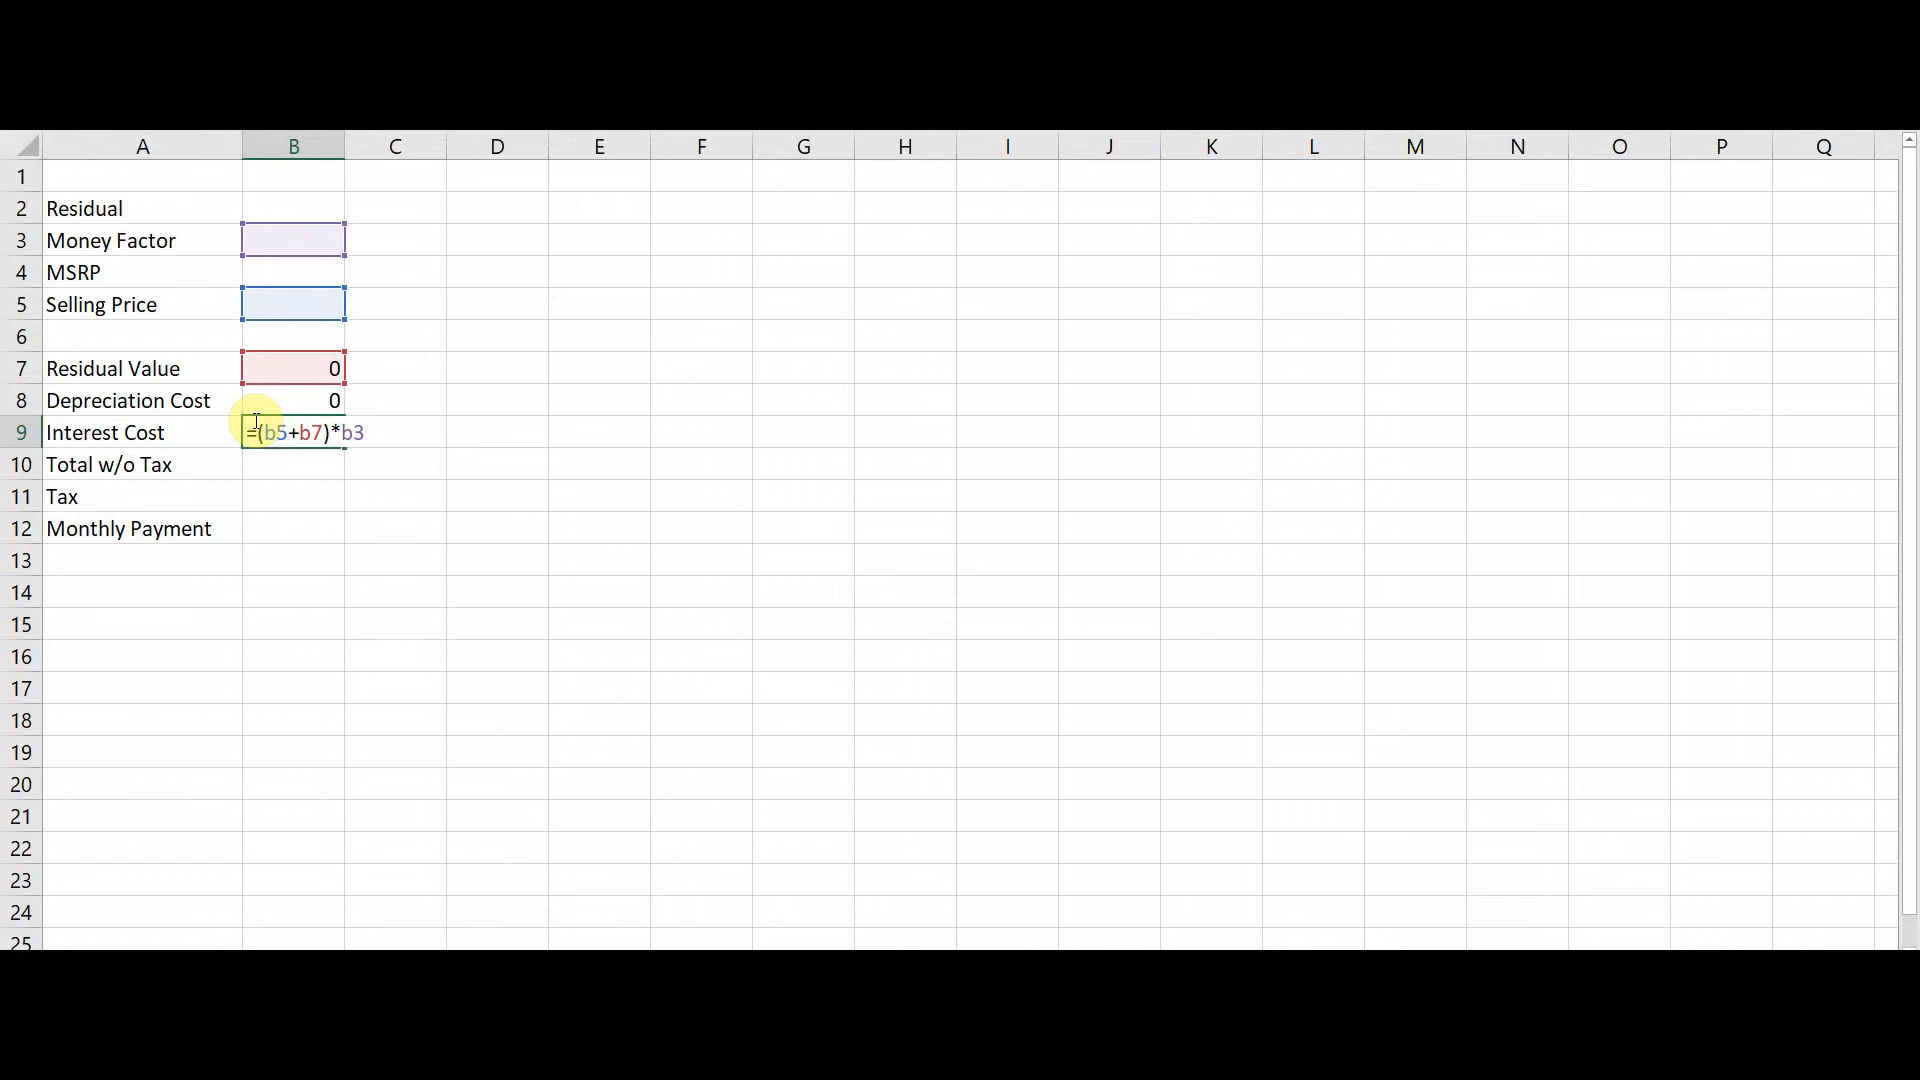 A B C D E F G H I J K L M N O P Q
1
2 Residual
3 Money Factor
4 MSRP
5 Selling Price
6
7 Residual Value 0
8 Depreciation Cost 0
9 Interest Cost =(b5+b7)*b3
10 Total w/o Tax
11 Tax
12 Monthly Payment
13
14
15
16
17
18
19
20
21
22
23
24
25